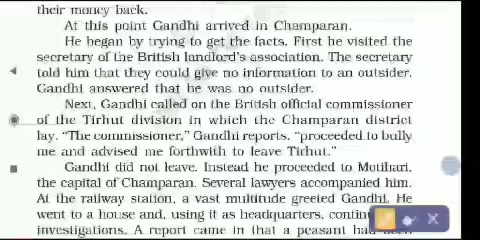 their money back.
At this point Gandhi arrived in Champaran.
He began by trying to get the facts. First he visited the
secretary of the British landlord's association. The secretary
told him that they could give no information to an outsider.
Gandhi answered that he was no outsider.
Next, Gandhi called on the British official commissioner
of the Tirhut division in which the Champaran district
lay. “The commissioner,” Gandhi reports, “proceeded to bully
me and advised me forthwith to leave Tirhut.”
Gandhi did not leave. Instead he proceeded to Motihari,
the capital of Champaran. Several lawyers accompanied him.
At the railway station, a vast multitude greeted Gandhi. He
went to a house and, using it as headquarters,
investigations. A report came in that a peasant had